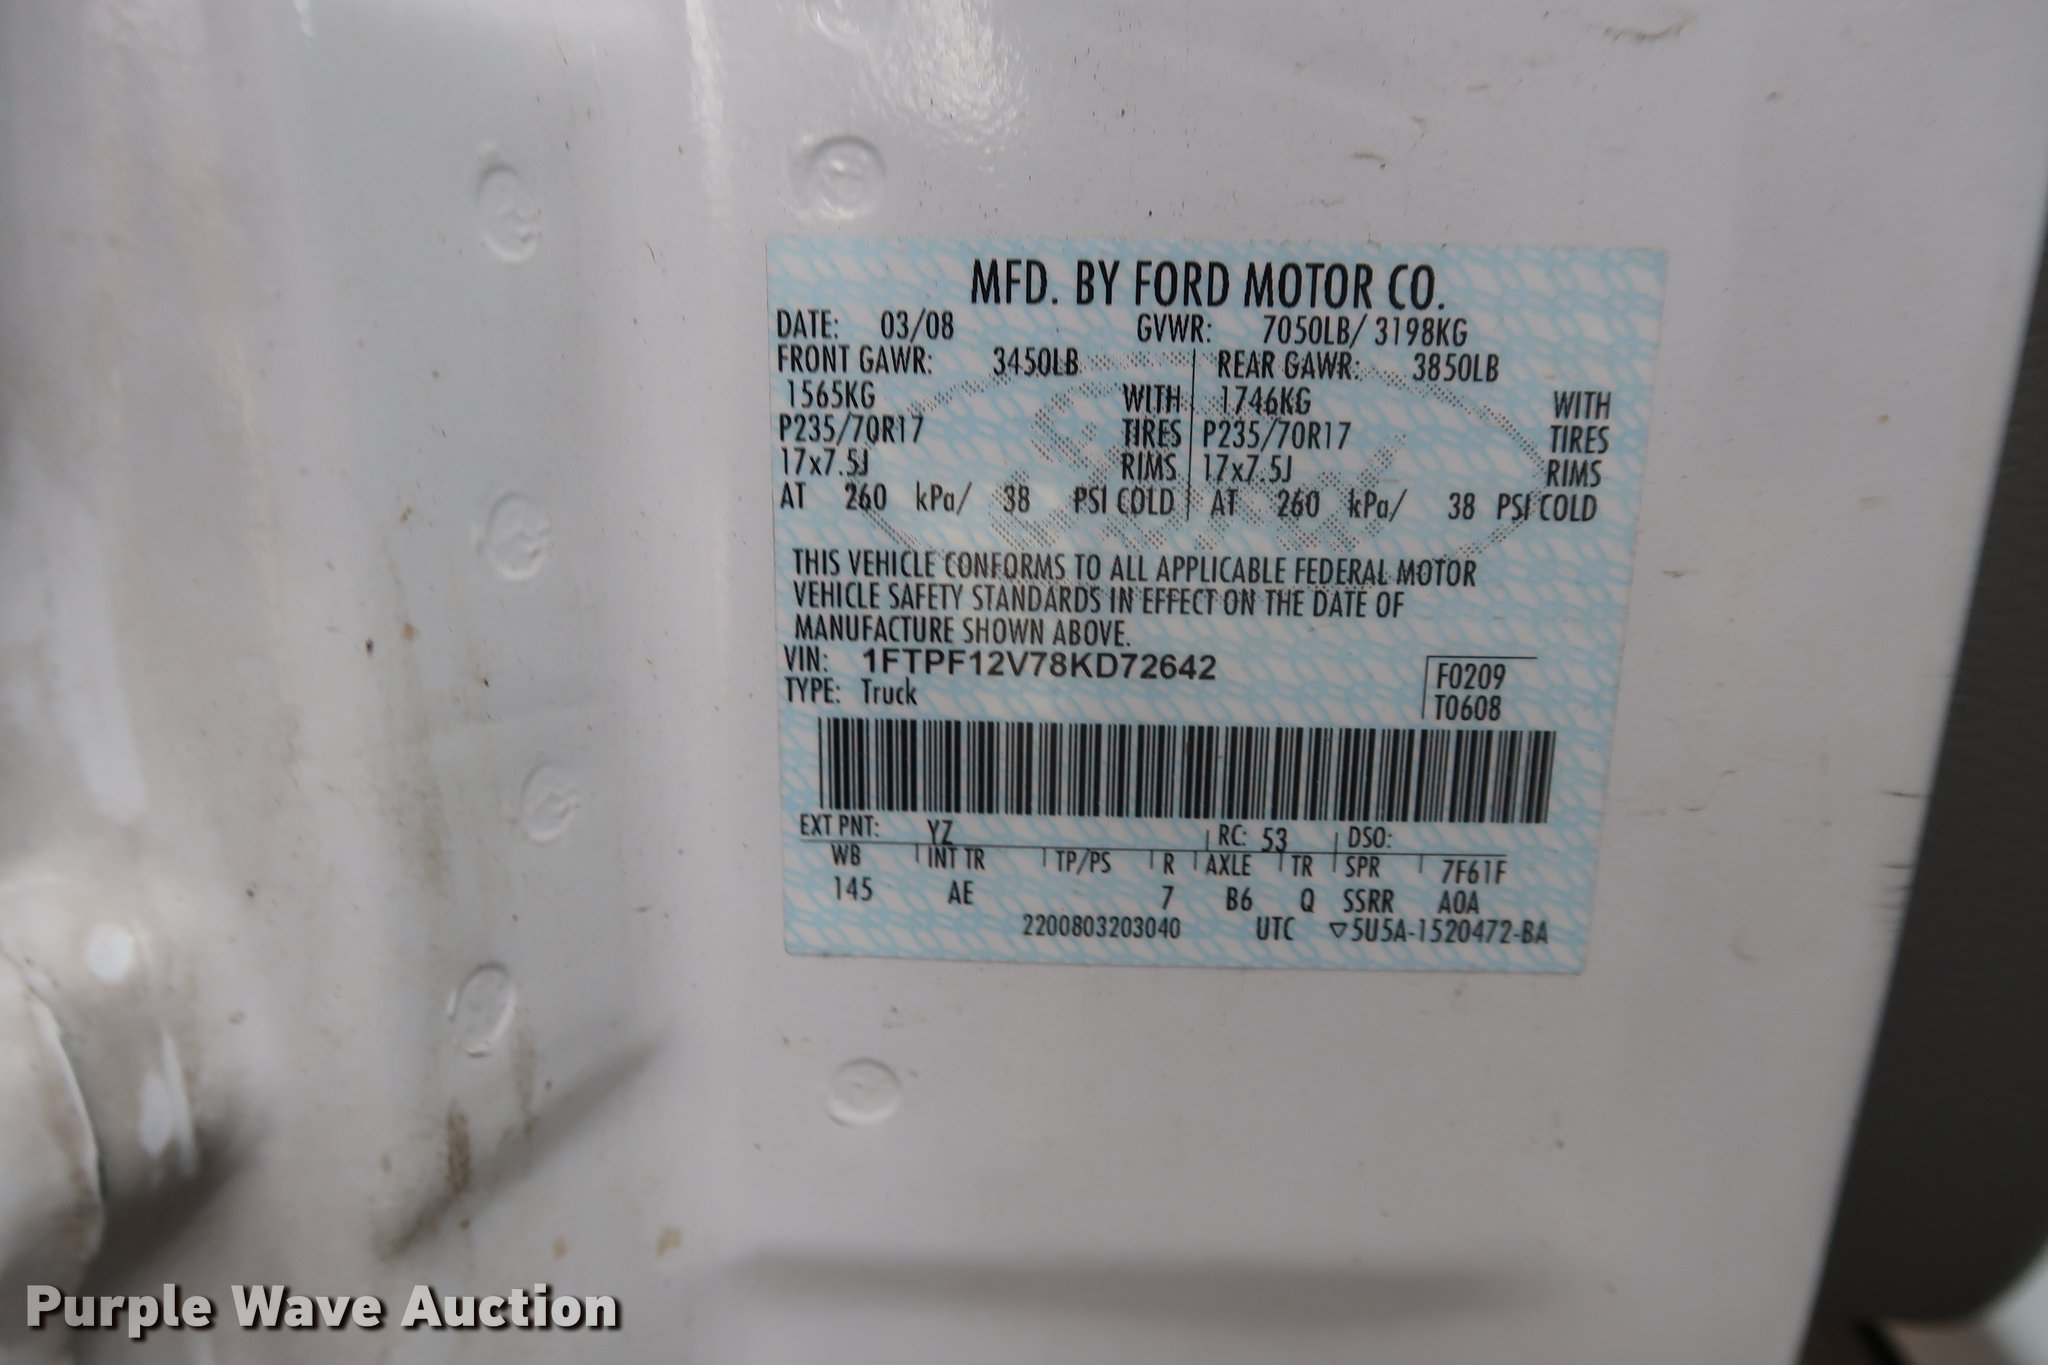 MFD. BY FORD MOTOR CO.
DATE: 03/08 GVWR: 7050LB/ 3198KG
FRONT GAWR: 3450LB REAR GAWR: 3850LB
1565KG WITH 1746KG WITH
P235/70R17 TIRES P235/70R17 TIRES
17x7.5J RIMS 17x7.5J RIMS
AT 260 kPa/ 38 PSI COLD AT 260 kPa/ 38 PSI COLD
THIS VEHICLE CONFORMS TO ALL APPLICABLE FEDERAL MOTOR
VEHICLE SAFETY STANDARDS IN EFFECT ON THE DATE OF
MANUFACTURE SHOWN ABOVE.
VIN: 1FTPF12V78KD72642 F0209
TYPE: Truck T0608
EXT PNT: YZ RC: 53 DSO:
WB INT TR TP/PS R AXLE TR SPR 7F61F
145 AE 7 B6 Q SSRR A0A
2200803203040 UTC ▽5U5A-1520472-BA
Purple Wave Auction